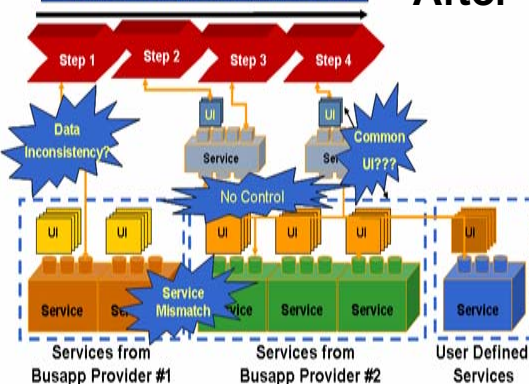 After
Step 1
Step 2
Step 3
Step 4
UI
UI
Data
Inconsistency?
Common
UI???
Service
No Control
UI
UI
UI
UI
UI
UI
Service
Service
Mismatch
Service
Service
Service
Services from
Busapp Provider #1
Services from
Busapp Provider #2
User Defined
Services